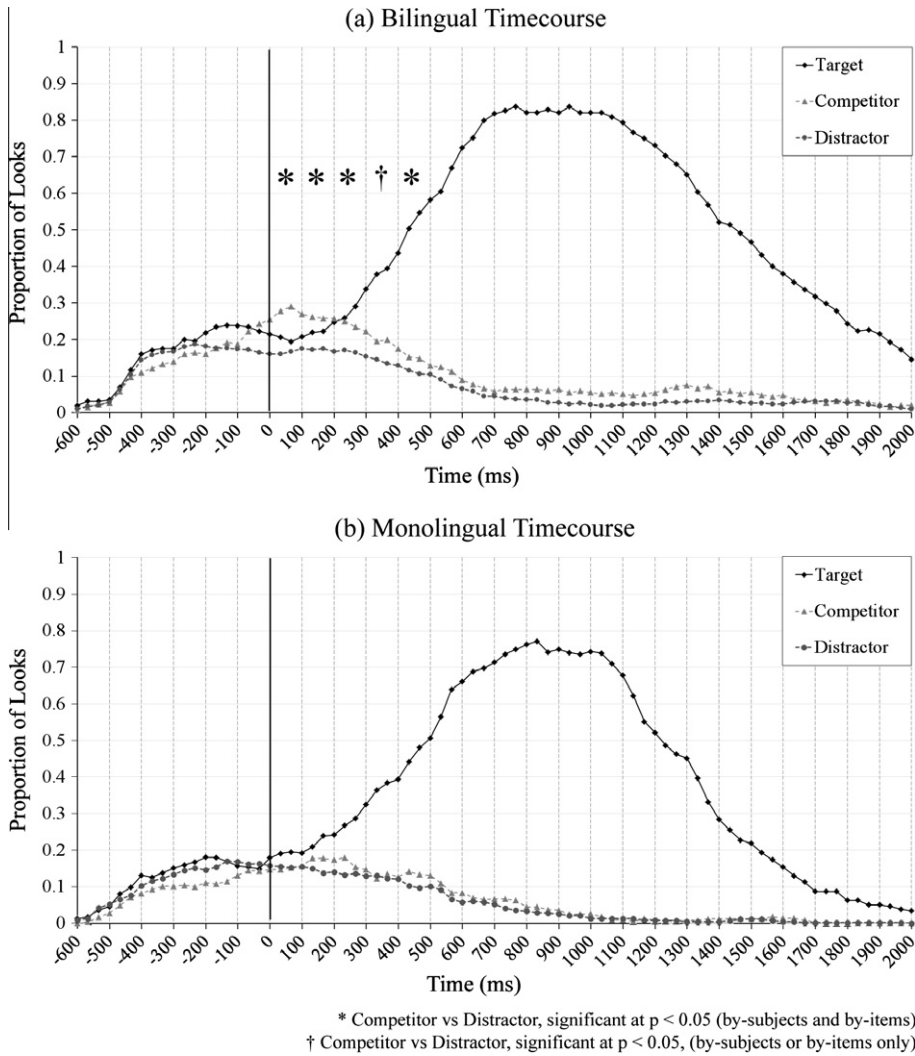 (a) Bilingual Timecourse
Proportion of Looks
1
0.9
0.8
0.7
0.6
0.5
0.4
0.3
0.2
0.1
0
Target
Competitor
Distractor
* * * † *
-600 -500 -400 -300 -200 -100 0 100 200 300 400 500 600 700 800 900 1000 1100 1200 1300 1400 1500 1600 1700 1800 1900 2000
Time (ms)
(b) Monolingual Timecourse
Proportion of Looks
1
0.9
0.8
0.7
0.6
0.5
0.4
0.3
0.2
0.1
0
Target
Competitor
Distractor
-600 -500 -400 -300 -200 -100 0 100 200 300 400 500 600 700 800 900 1000 1100 1200 1300 1400 1500 1600 1700 1800 1900 2000
Time (ms)
* Competitor vs Distractor, significant at p < 0.05 (by-subjects and by-items)
† Competitor vs Distractor, significant at p < 0.05, (by-subjects or by-items only)